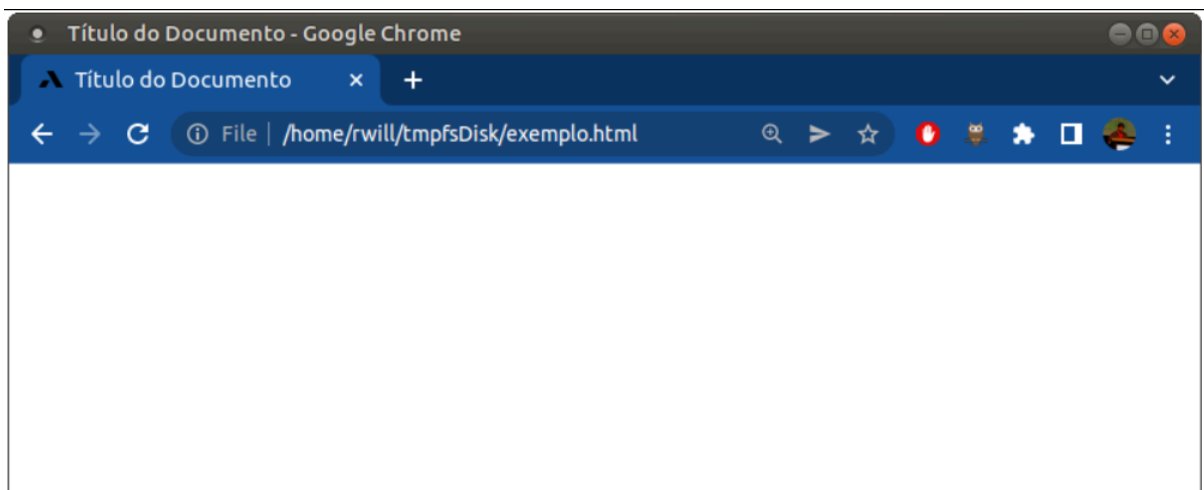 Título do Documento - Google Chrome
Título do Documento
File | /home/rwill/tmpfsDisk/exemplo.html